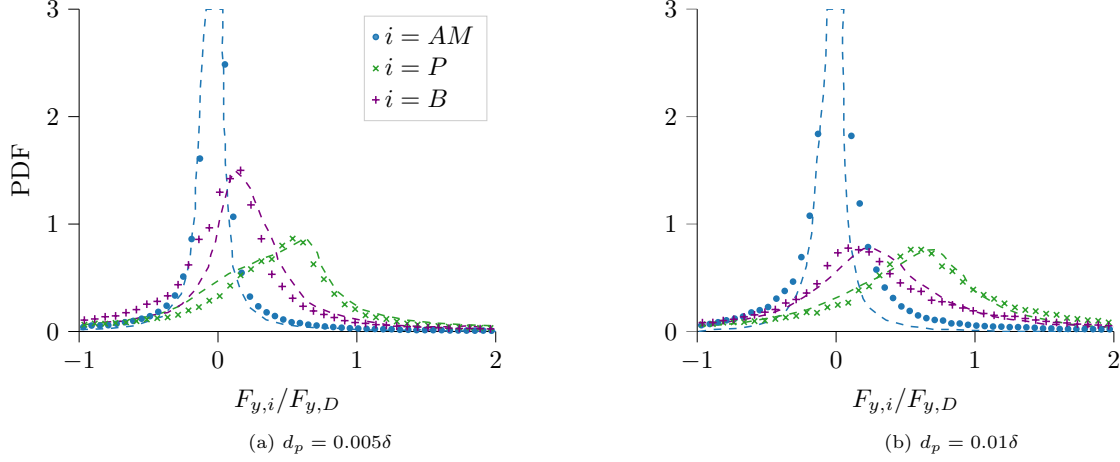 3
2
1
0
PDF
−1
0
1
2
F_{y,i}/F_{y,D}
i = AM
i = P
i = B
(a) d_p = 0.005δ
3
2
1
0
−1
0
1
2
F_{y,i}/F_{y,D}
(b) d_p = 0.01δ